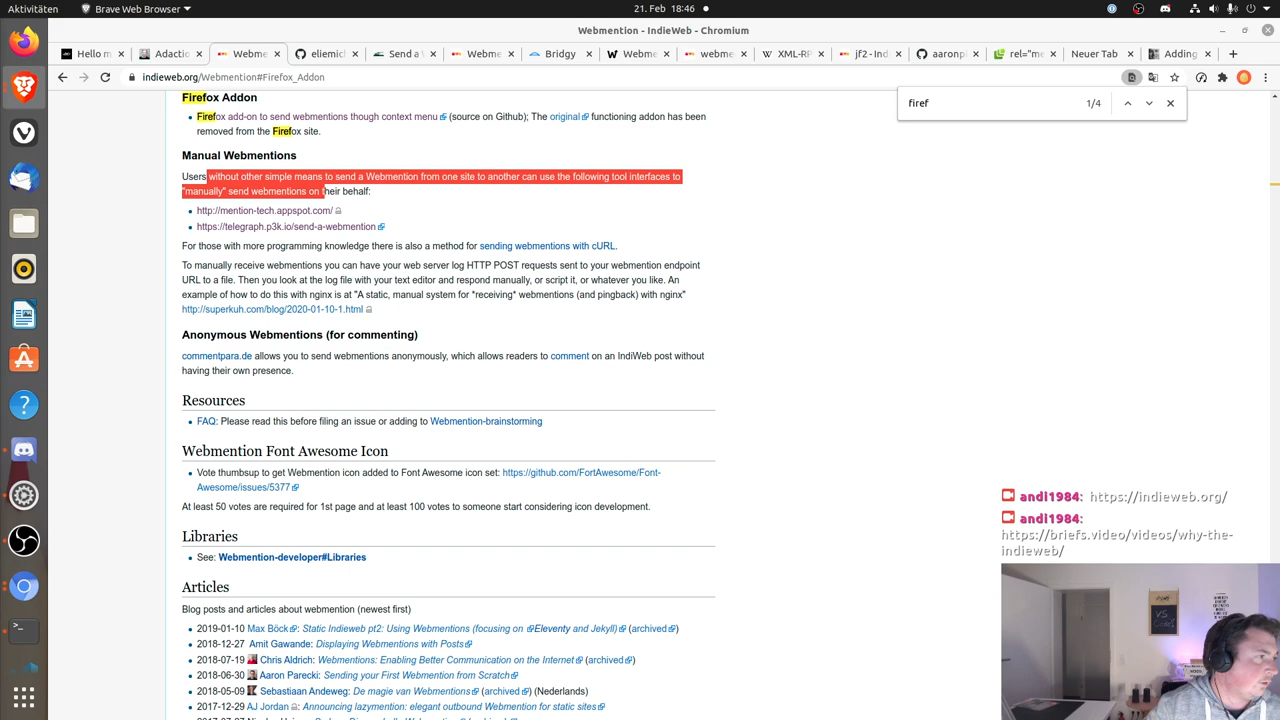 Aktivitäten
Brave Web Browser
21. Feb 18:46
Webmention - IndieWeb - Chromium
Hello m
Adactio
Webme
eliemich
Send a
Webme
Bridgy
Webme
webme
XML-RP
jf2 - Ind
aaronp
rel="me
Neuer Tab
Adding
indieweb.org/Webmention#Firefox_Addon
firef
1/4
Firefox Addon
Firefox add-on to send webmentions though context menu (source on Github); The original functioning addon has been
removed from the Firefox site.
Manual Webmentions
Users without other simple means to send a Webmention from one site to another can use the following tool interfaces to
"manually" send webmentions on their behalf:
http://mention-tech.appspot.com/
https://telegraph.p3k.io/send-a-webmention
For those with more programming knowledge there is also a method for sending webmentions with cURL.
To manually receive webmentions you can have your web server log HTTP POST requests sent to your webmention endpoint
URL to a file. Then you look at the log file with your text editor and respond manually, or script it, or whatever you like. An
example of how to do this with nginx is at "A static, manual system for *receiving* webmentions (and pingback) with nginx"
http://superkuh.com/blog/2020-01-10-1.html
Anonymous Webmentions (for commenting)
commentpara.de allows you to send webmentions anonymously, which allows readers to comment on an IndiWeb post without
having their own presence.
Resources
FAQ: Please read this before filing an issue or adding to Webmention-brainstorming
Webmention Font Awesome Icon
Vote thumbsup to get Webmention icon added to Font Awesome icon set: https://github.com/FortAwesome/Font-
Awesome/issues/5377
At least 50 votes are required for 1st page and at least 100 votes to someone start considering icon development.
Libraries
See: Webmention-developer#Libraries
Articles
Blog posts and articles about webmention (newest first)
2019-01-10 Max Böck: Static Indieweb pt2: Using Webmentions (focusing on Eleventy and Jekyll) (archived)
2018-12-27 Amit Gawande: Displaying Webmentions with Posts
2018-07-19 Chris Aldrich: Webmentions: Enabling Better Communication on the Internet (archived)
2018-06-30 Aaron Parecki: Sending your First Webmention from Scratch
2018-05-09 Sebastiaan Andeweg: De magie van Webmentions (archived) (Nederlands)
2017-12-29 AJ Jordan: Announcing lazymention: elegant outbound Webmention for static sites
andi1984: https://indieweb.org/
andi1984:
https://briefs.video/videos/why-the-
indieweb/